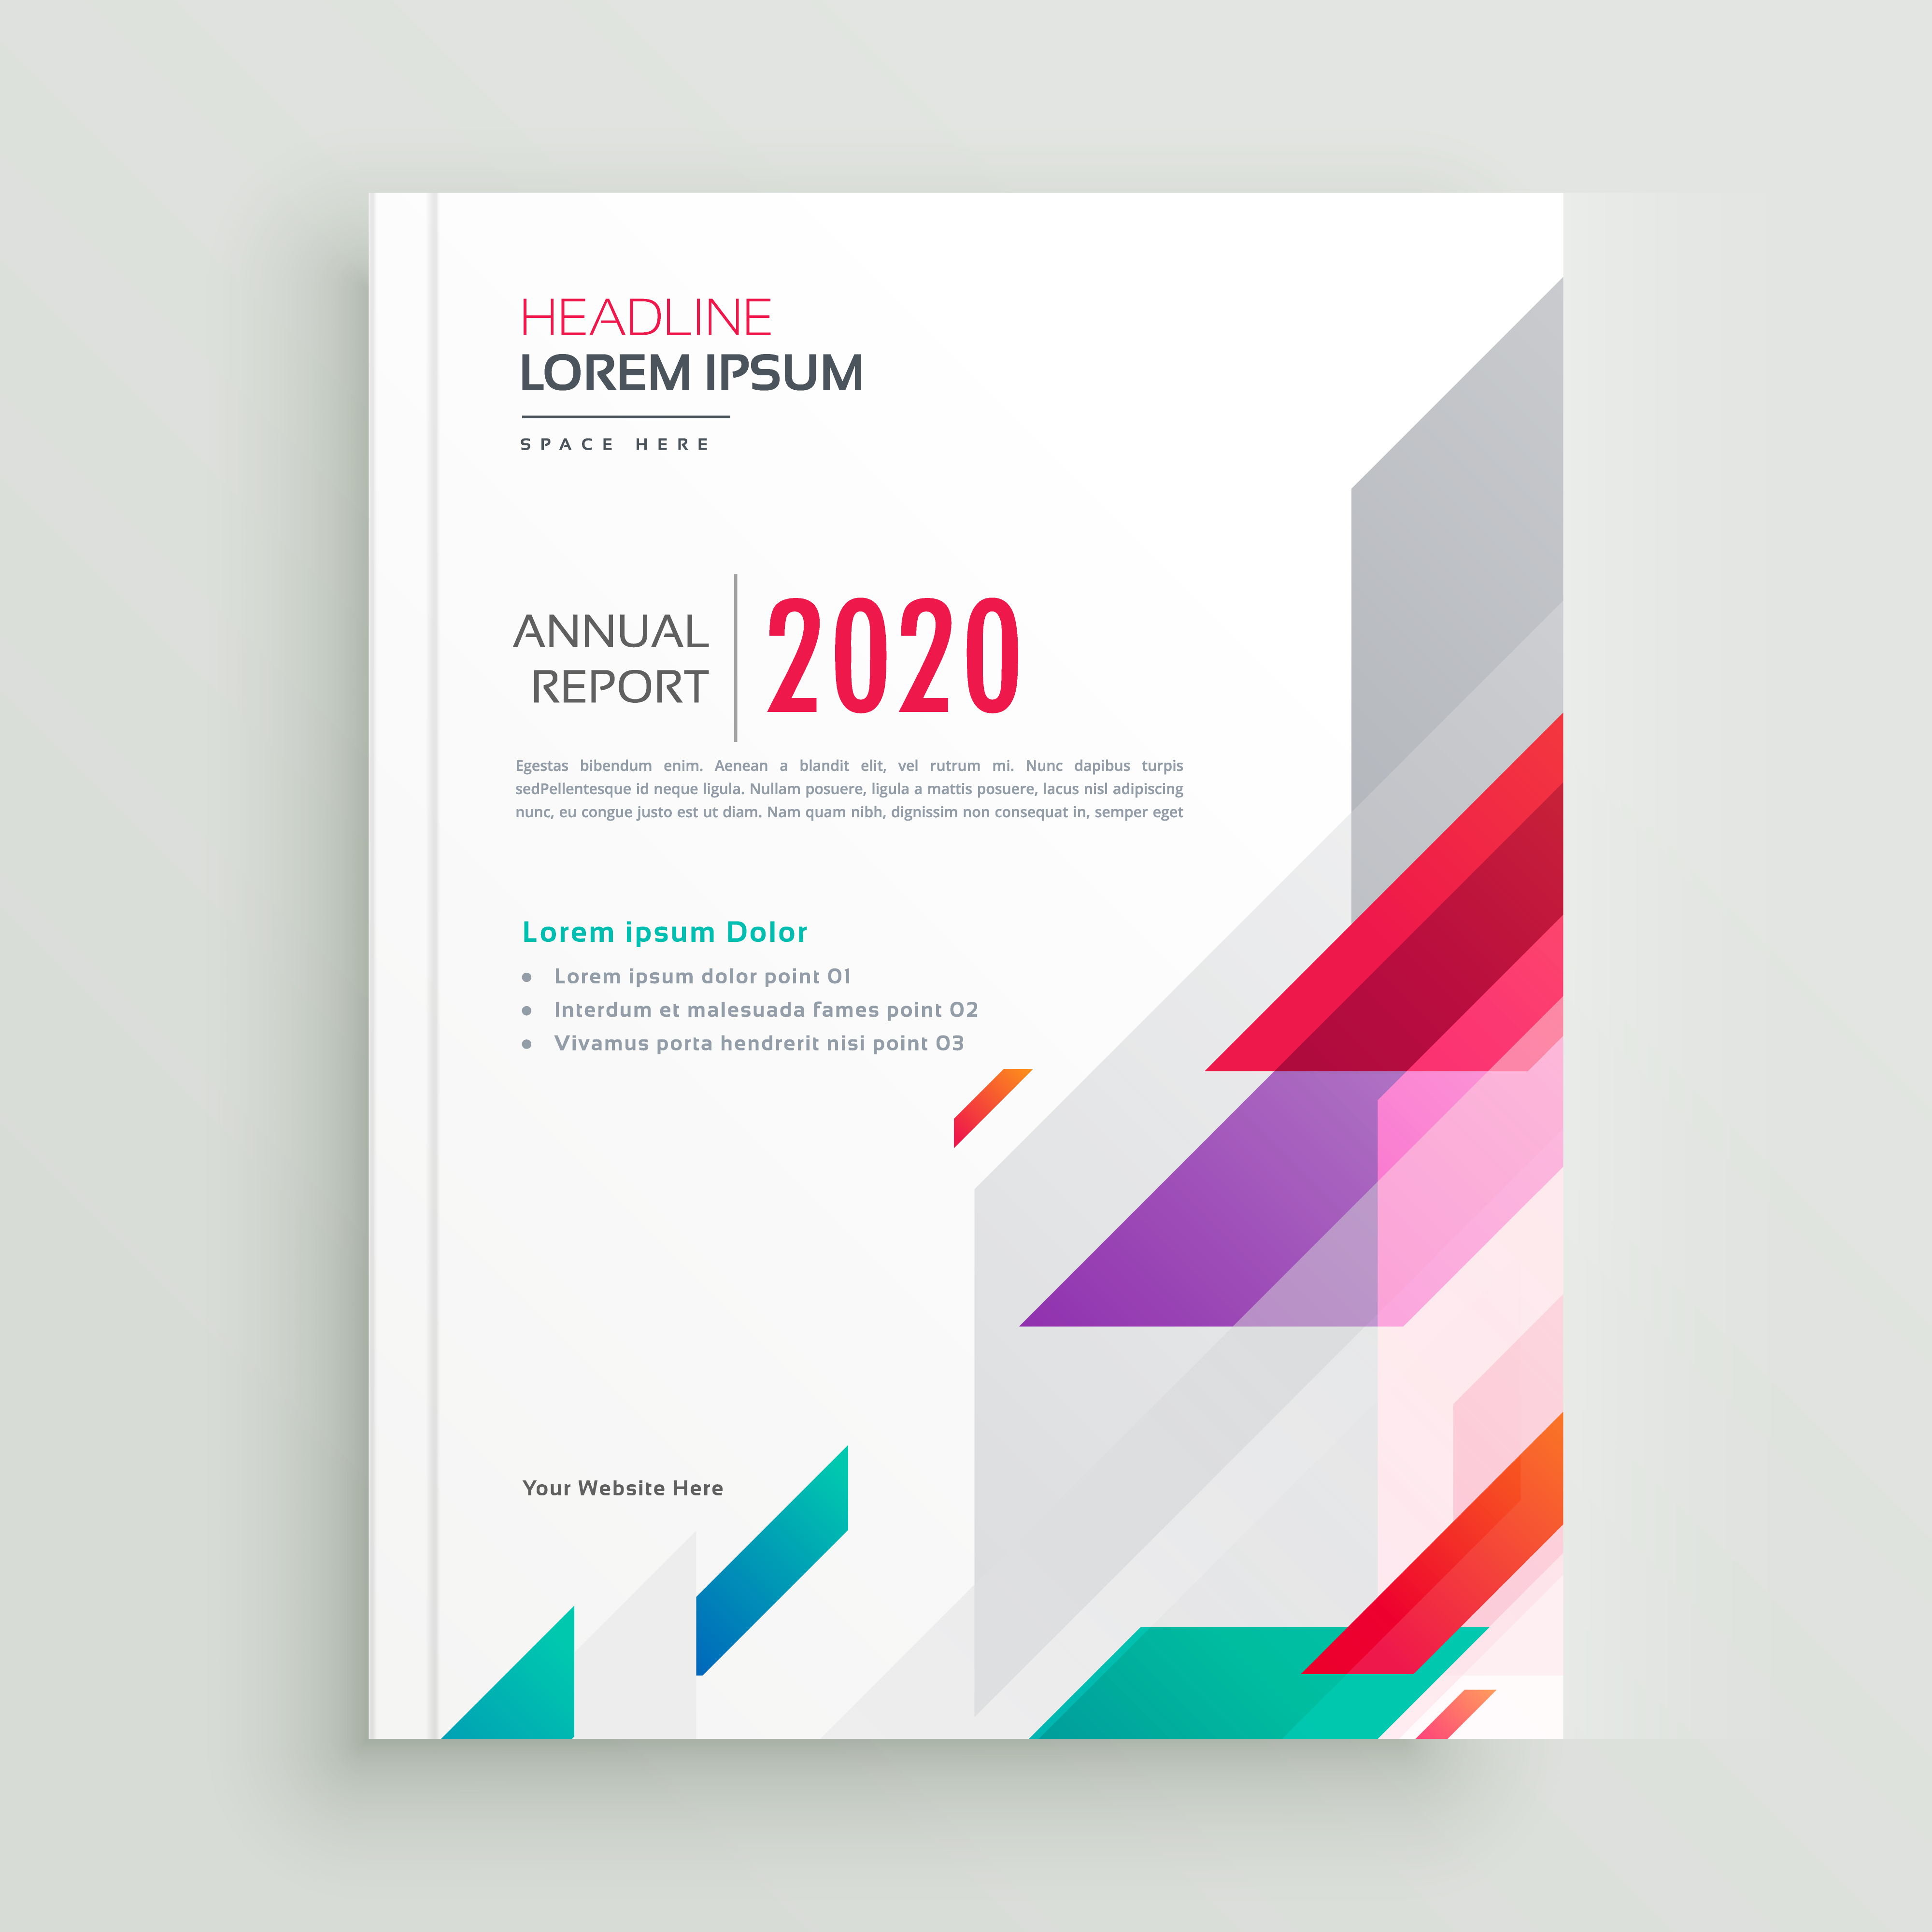 HEADLINE
LOREM IPSUM
SPACE HERE
ANNUAL
REPORT
2020
Egestas bibendum enim. Aenean a blandit elit, vel rutrum mi. Nunc dapibus turpis
sedPellentesque id neque ligula. Nullam posuere, ligula a mattis posuere, lacus nisl adipiscing
nunc, eu congue justo est ut diam. Nam quam nibh, dignissim non consequat in, semper eget
Lorem ipsum Dolor
• Lorem ipsum dolor point 01
• Interdum et malesuada fames point 02
• Vivamus porta hendrerit nisi point 03
Your Website Here